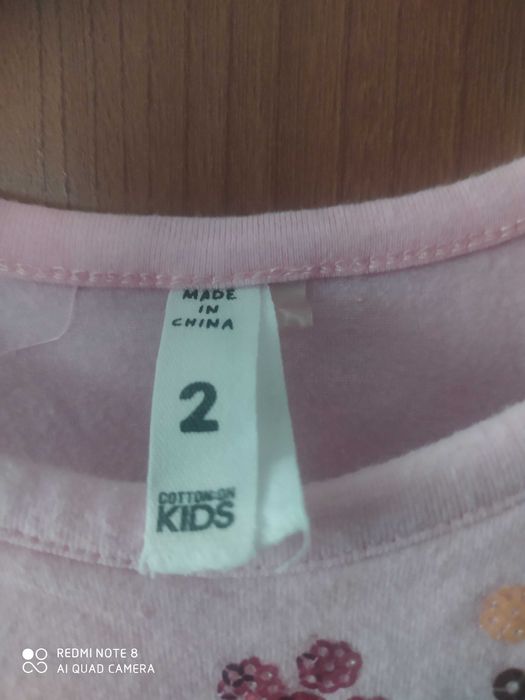 MADE
IN
CHINA
2
COTTON:ON
KIDS
REDMI NOTE 8
AI QUAD CAMERA